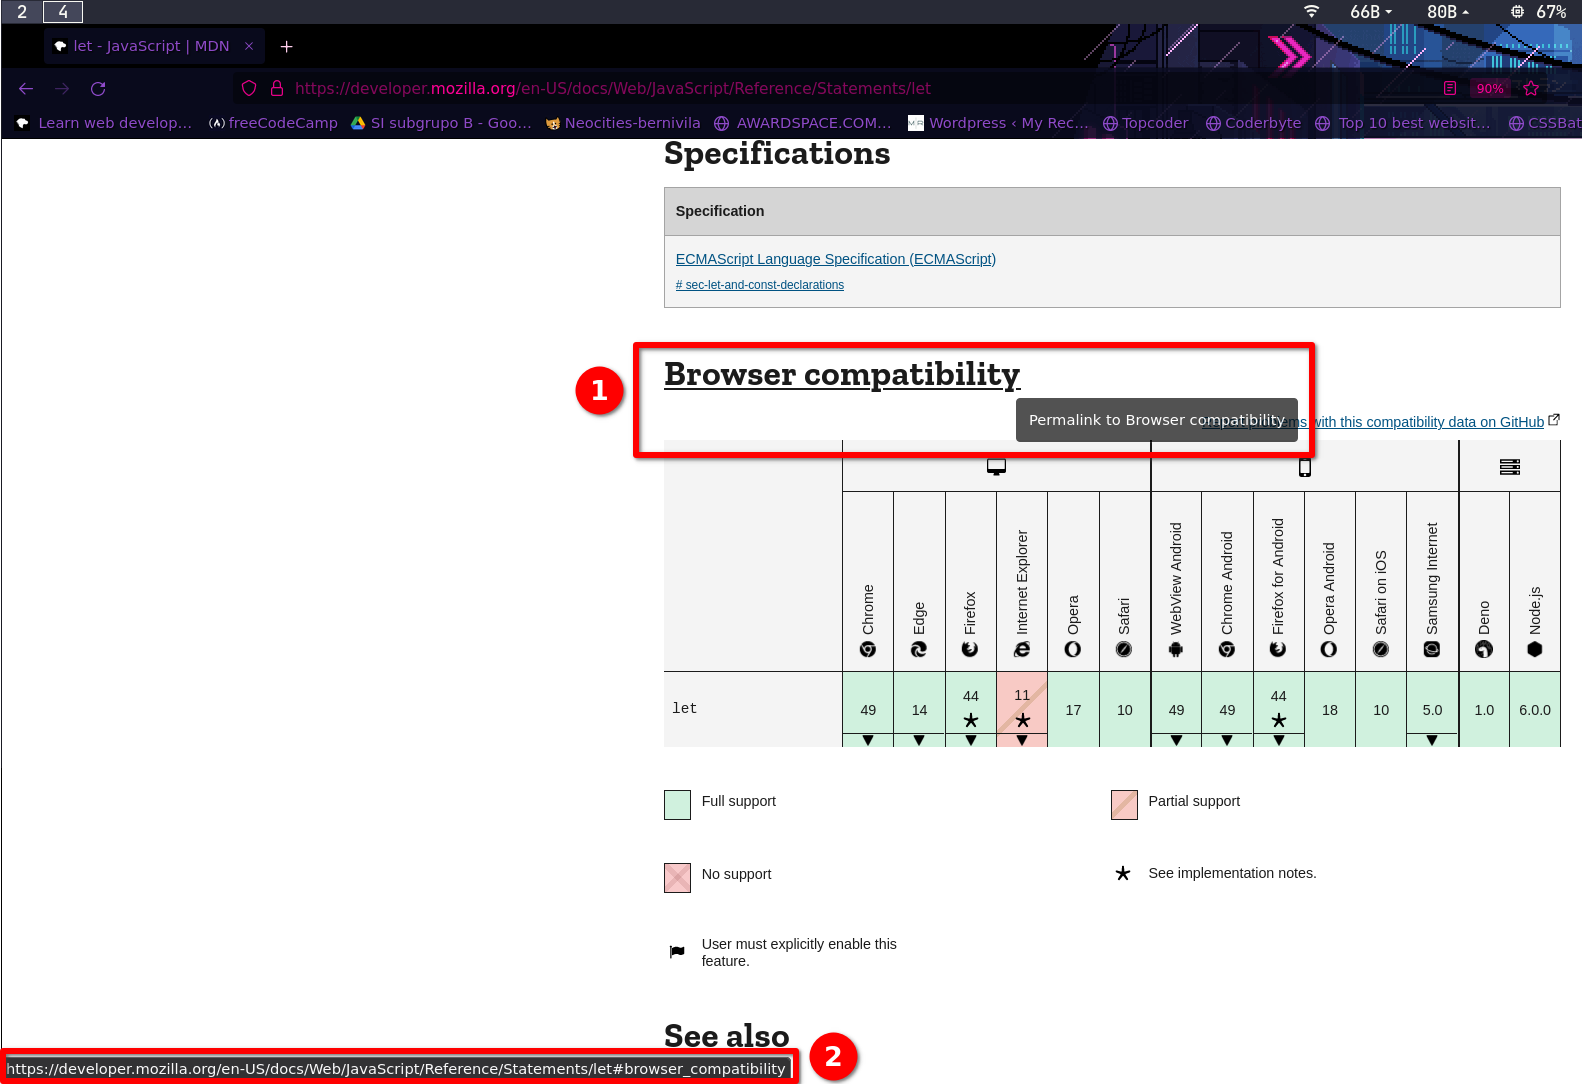 2 4 66B 80B 67%
let - JavaScript | MDN × +
https://developer.mozilla.org/en-US/docs/Web/JavaScript/Reference/Statements/let 90%
Learn web develop... (A) freeCodeCamp SI subgrupo B - Goo... Neocities-bernivila AWARDSPACE.COM... Wordpress ‹ My Rec... Topcoder Coderbyte Top 10 best websit... CSSBat
Specifications
Specification
ECMAScript Language Specification (ECMAScript)
# sec-let-and-const-declarations
1
Browser compatibility
Permalink to Browser compatibility
with this compatibility data on GitHub
Chrome
Edge
Firefox
Internet Explorer
Opera
Safari
WebView Android
Chrome Android
Firefox for Android
Opera Android
Safari on iOS
Samsung Internet
Deno
Node.js
let 49 14 44 11 17 10 49 49 44 18 10 5.0 1.0 6.0.0
Full support
Partial support
No support
See implementation notes.
User must explicitly enable this
feature.
See also
2
https://developer.mozilla.org/en-US/docs/Web/JavaScript/Reference/Statements/let#browser_compatibility